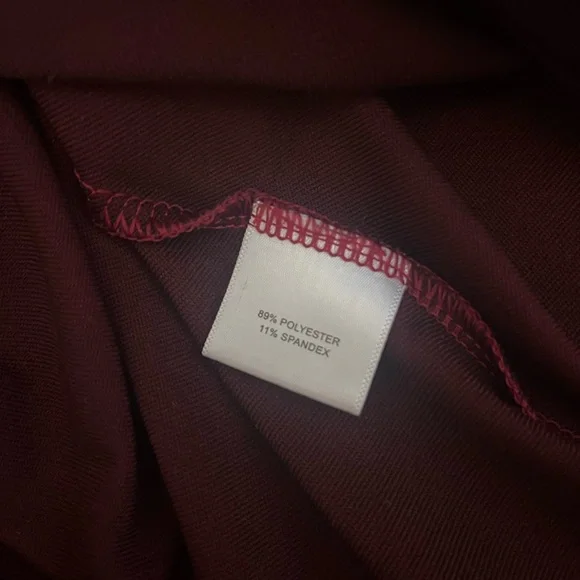 89% POLYESTER
11% SPANDEX